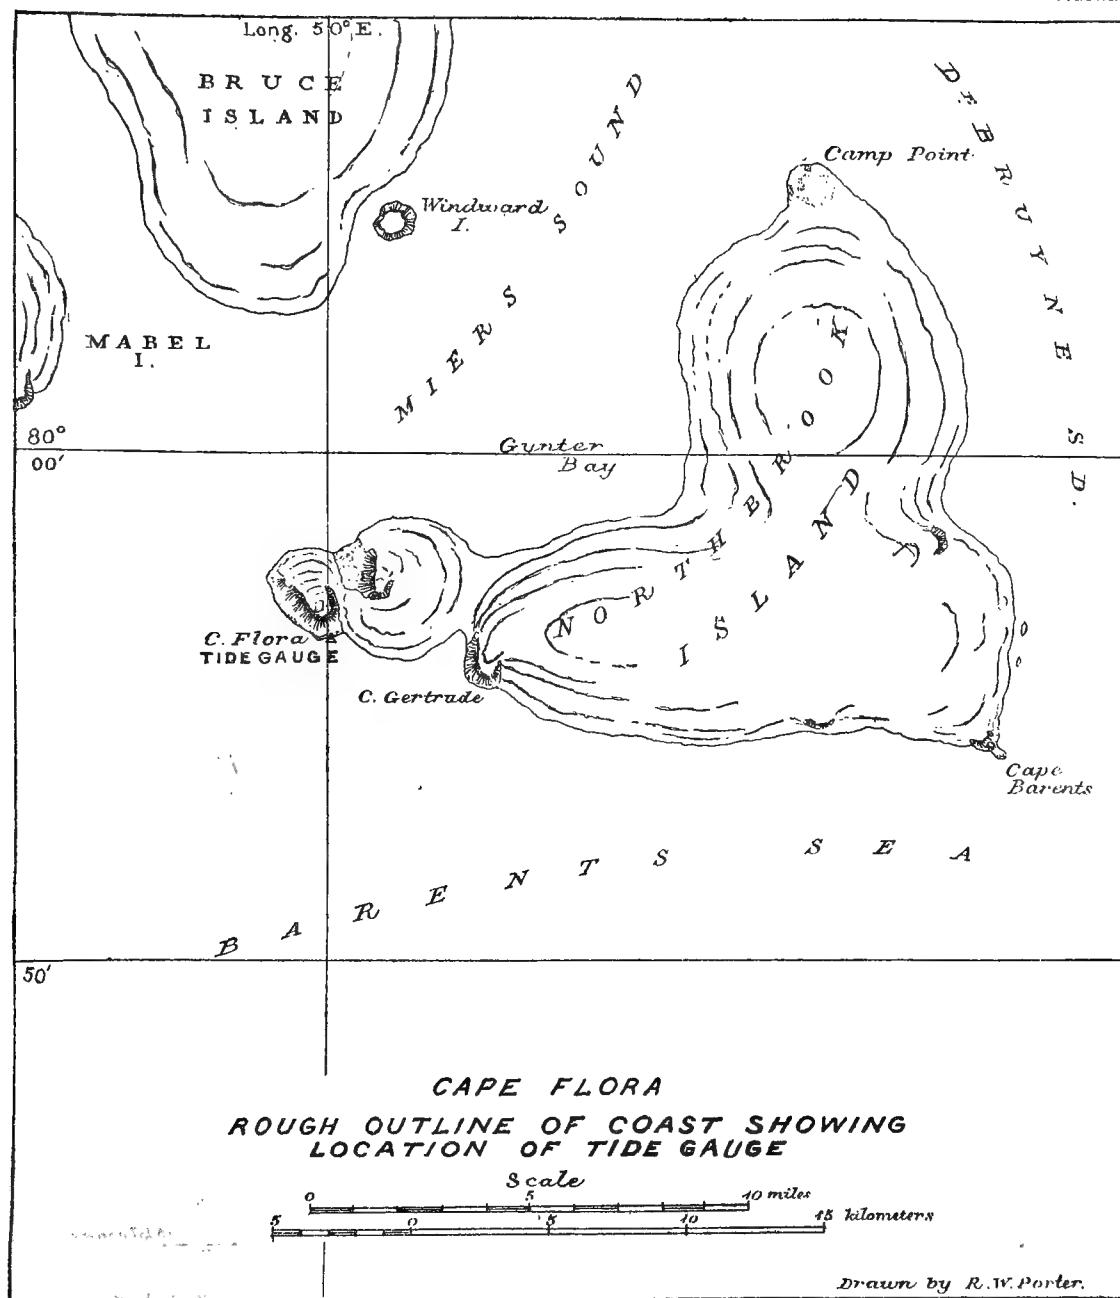 Long. 50° E.
BRUCE
ISLAND
MIERS SOUND
DE BRUYNE SD.
Camp Point
Windward
I.
MABEL
I.
80°
00'
Gynter
Bay
NORTHBROOK
ISLAND
C. Flora
TIDE GAUGE
C. Gertrude
Cape
Barents
BARENTS SEA
50'
CAPE FLORA
ROUGH OUTLINE OF COAST SHOWING
LOCATION OF TIDE GAUGE
Scale
0 5 10 miles
5 0 5 10 15 kilometers
Drawn by R.W. Porter.